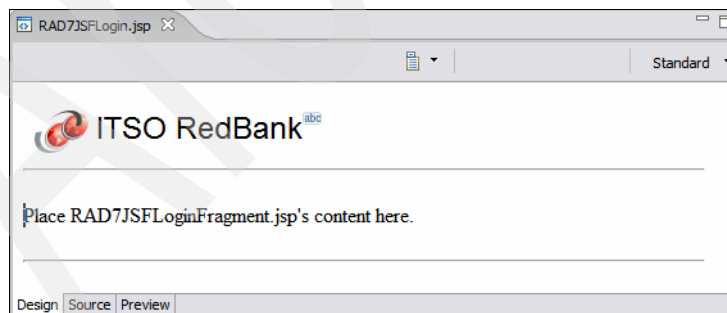 RAD7JSFLogin.jsp
Standard
ITSO RedBank abc
Place RAD7JSFLoginFragment.jsp's content here.
Design Source Preview